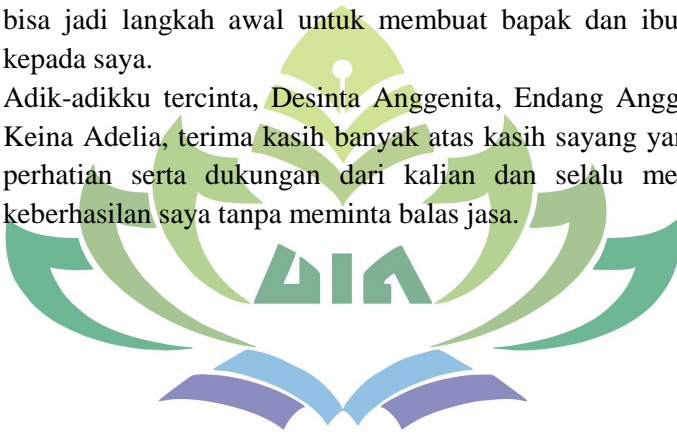 bisa jadi langkah awal untuk membuat bapak dan ibu
kepada saya.
Adik-adikku tercinta, Desinta Anggenita, Endang Angg
Keina Adelia, terima kasih banyak atas kasih sayang yan
perhatian serta dukungan dari kalian dan selalu me
keberhasilan saya tanpa meminta balas jasa.
UIN